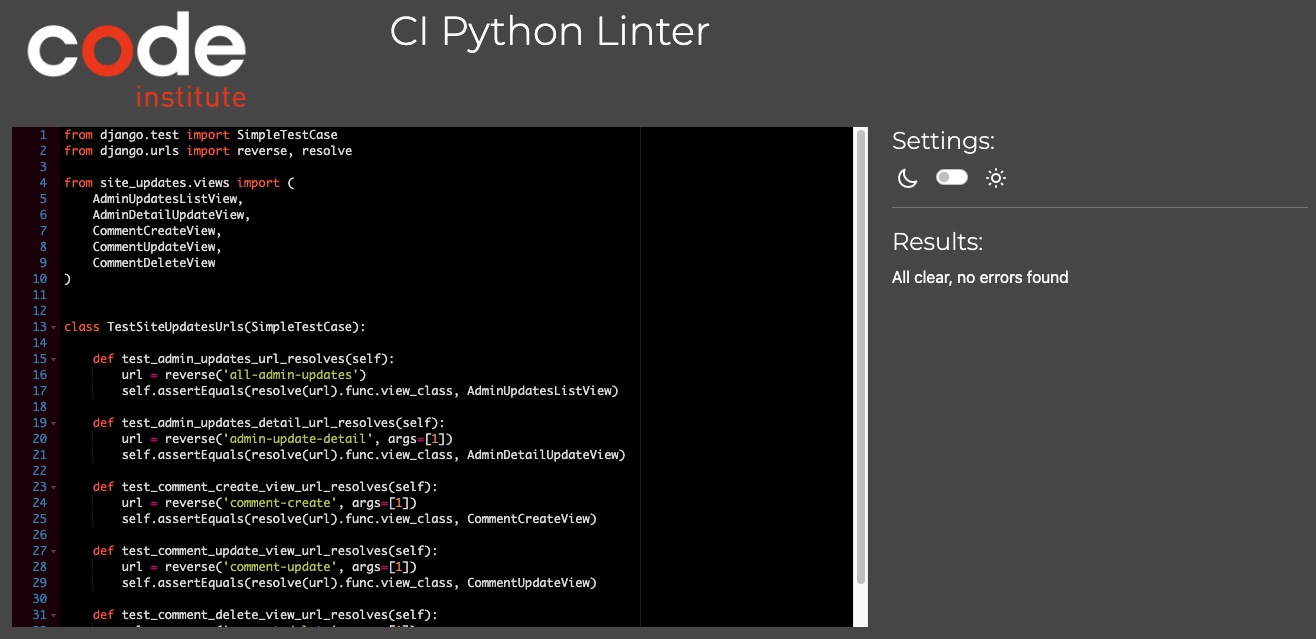 code
institute
CI Python Linter
1 from django.test import SimpleTestCase
2 from django.urls import reverse, resolve
3
4 from site_updates.views import (
5     AdminUpdatesListView,
6     AdminDetailUpdateView,
7     CommentCreateView,
8     CommentUpdateView,
9     CommentDeleteView
10 )
11
12
13 class TestSiteUpdatesUrls(SimpleTestCase):
14
15     def test_admin_updates_url_resolves(self):
16         url = reverse('all-admin-updates')
17         self.assertEquals(resolve(url).func.view_class, AdminUpdatesListView)
18
19     def test_admin_updates_detail_url_resolves(self):
20         url = reverse('admin-update-detail', args=[1])
21         self.assertEquals(resolve(url).func.view_class, AdminDetailUpdateView)
22
23     def test_comment_create_view_url_resolves(self):
24         url = reverse('comment-create', args=[1])
25         self.assertEquals(resolve(url).func.view_class, CommentCreateView)
26
27     def test_comment_update_view_url_resolves(self):
28         url = reverse('comment-update', args=[1])
29         self.assertEquals(resolve(url).func.view_class, CommentUpdateView)
30
31     def test_comment_delete_view_url_resolves(self):
Settings:
Results:
All clear, no errors found